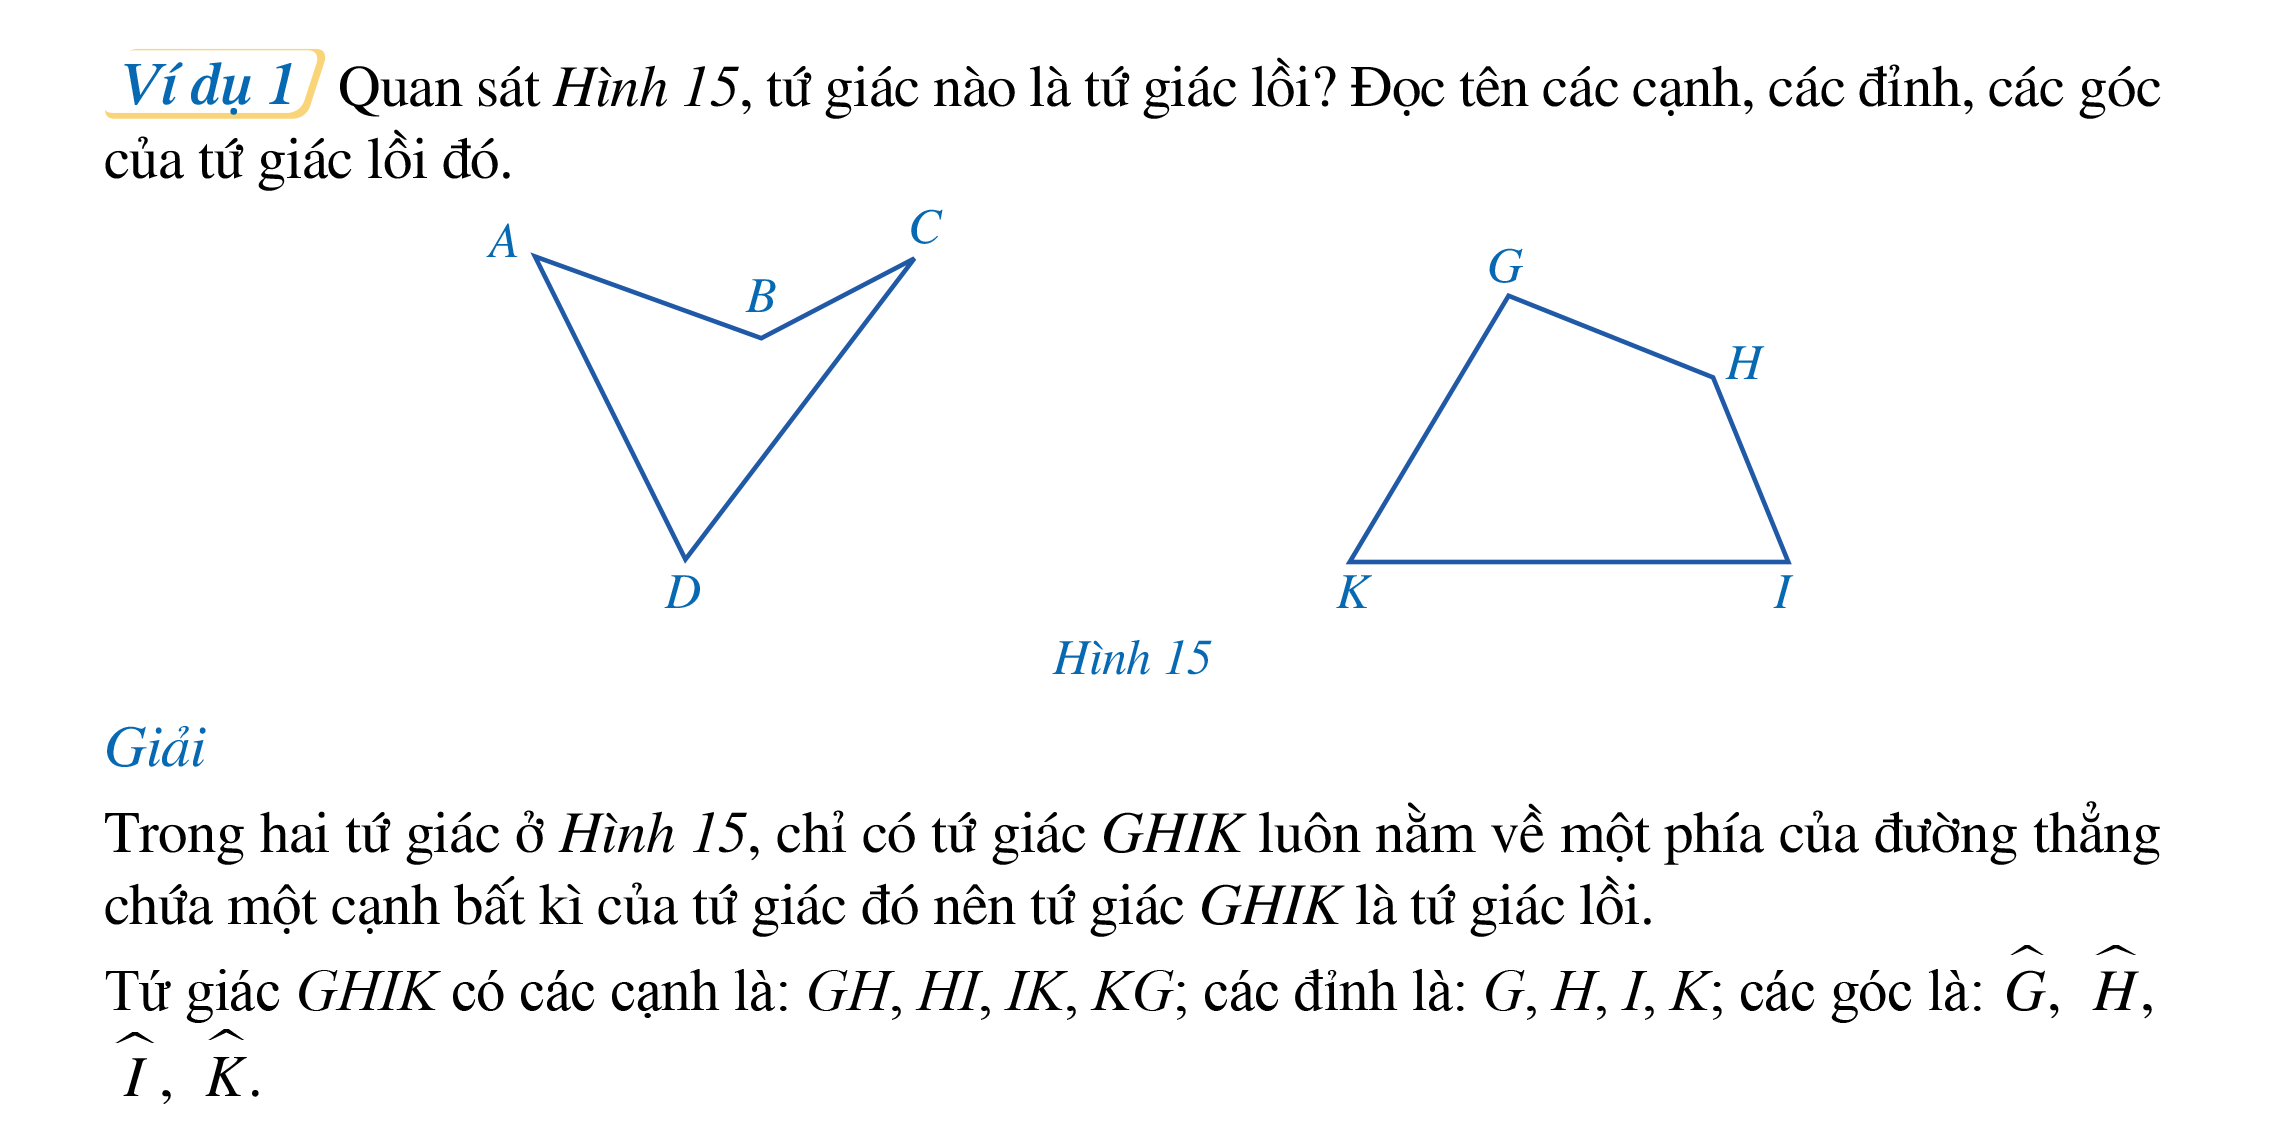 Ví dụ 1 Quan sát Hình 15, tứ giác nào là tứ giác lồi? Đọc tên các cạnh, các đỉnh, các góc
của tứ giác lồi đó.
A
B
C
D
G
H
K
I
Hình 15
Giải
Trong hai tứ giác ở Hình 15, chỉ có tứ giác GHIK luôn nằm về một phía của đường thẳng
chứa một cạnh bất kì của tứ giác đó nên tứ giác GHIK là tứ giác lồi.
Tứ giác GHIK có các cạnh là: GH, HI, IK, KG; các đỉnh là: G, H, I, K; các góc là: Ĝ, Ĥ,
Î, K̂.